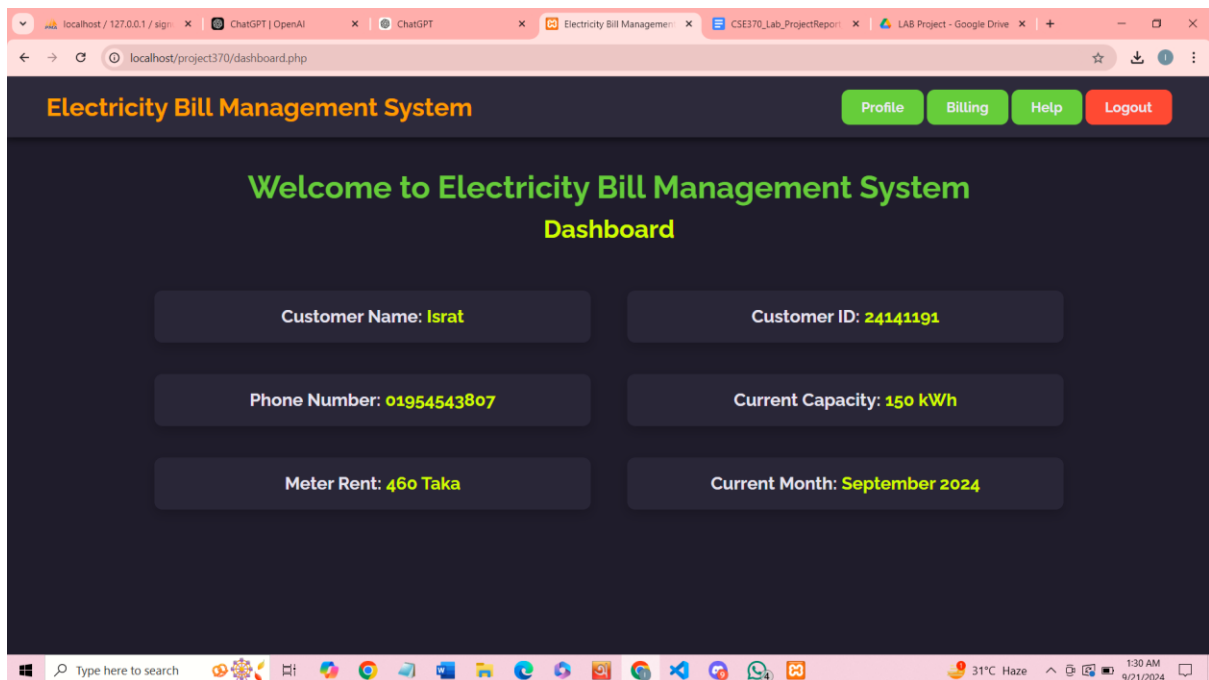 localhost / 127.0.0.1 / sign
ChatGPT | OpenAI
ChatGPT
Electricity Bill Management
CSE370_Lab_ProjectReport
LAB Project - Google Drive
localhost/project370/dashboard.php
Electricity Bill Management System
Profile
Billing
Help
Logout
Welcome to Electricity Bill Management System
Dashboard
Customer Name: Israt
Customer ID: 24141191
Phone Number: 01954543807
Current Capacity: 150 kWh
Meter Rent: 460 Taka
Current Month: September 2024
Type here to search
31°C Haze
1:30 AM
9/21/2024